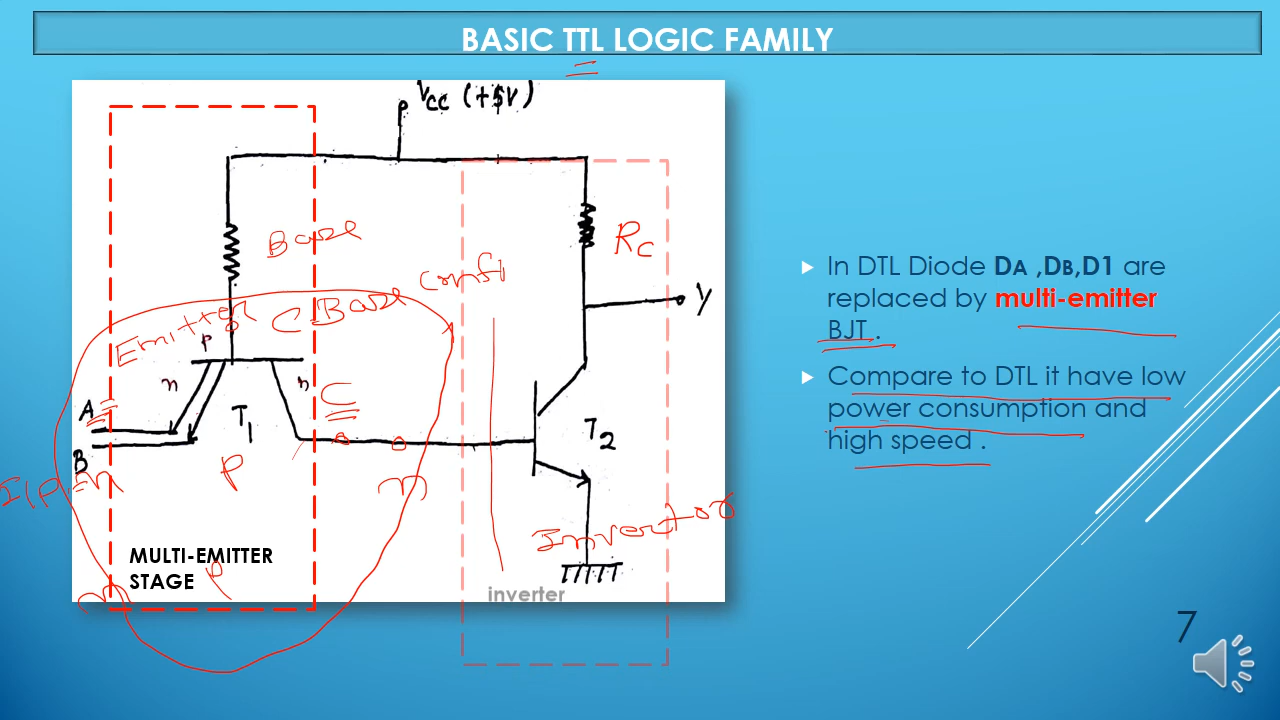 BASIC TTL LOGIC FAMILY
VCC (+5V)
Base
RC
Y
Emitter
C-Base
p
n
n
C
A
T1
T2
B
p
I/P
n
n
Invertor
MULTI-EMITTER
STAGE
p
n
inverter
▶ In DTL Diode DA ,DB,D1 are
replaced by multi-emitter
BJT .
▶ Compare to DTL it have low
power consumption and
high speed .
7